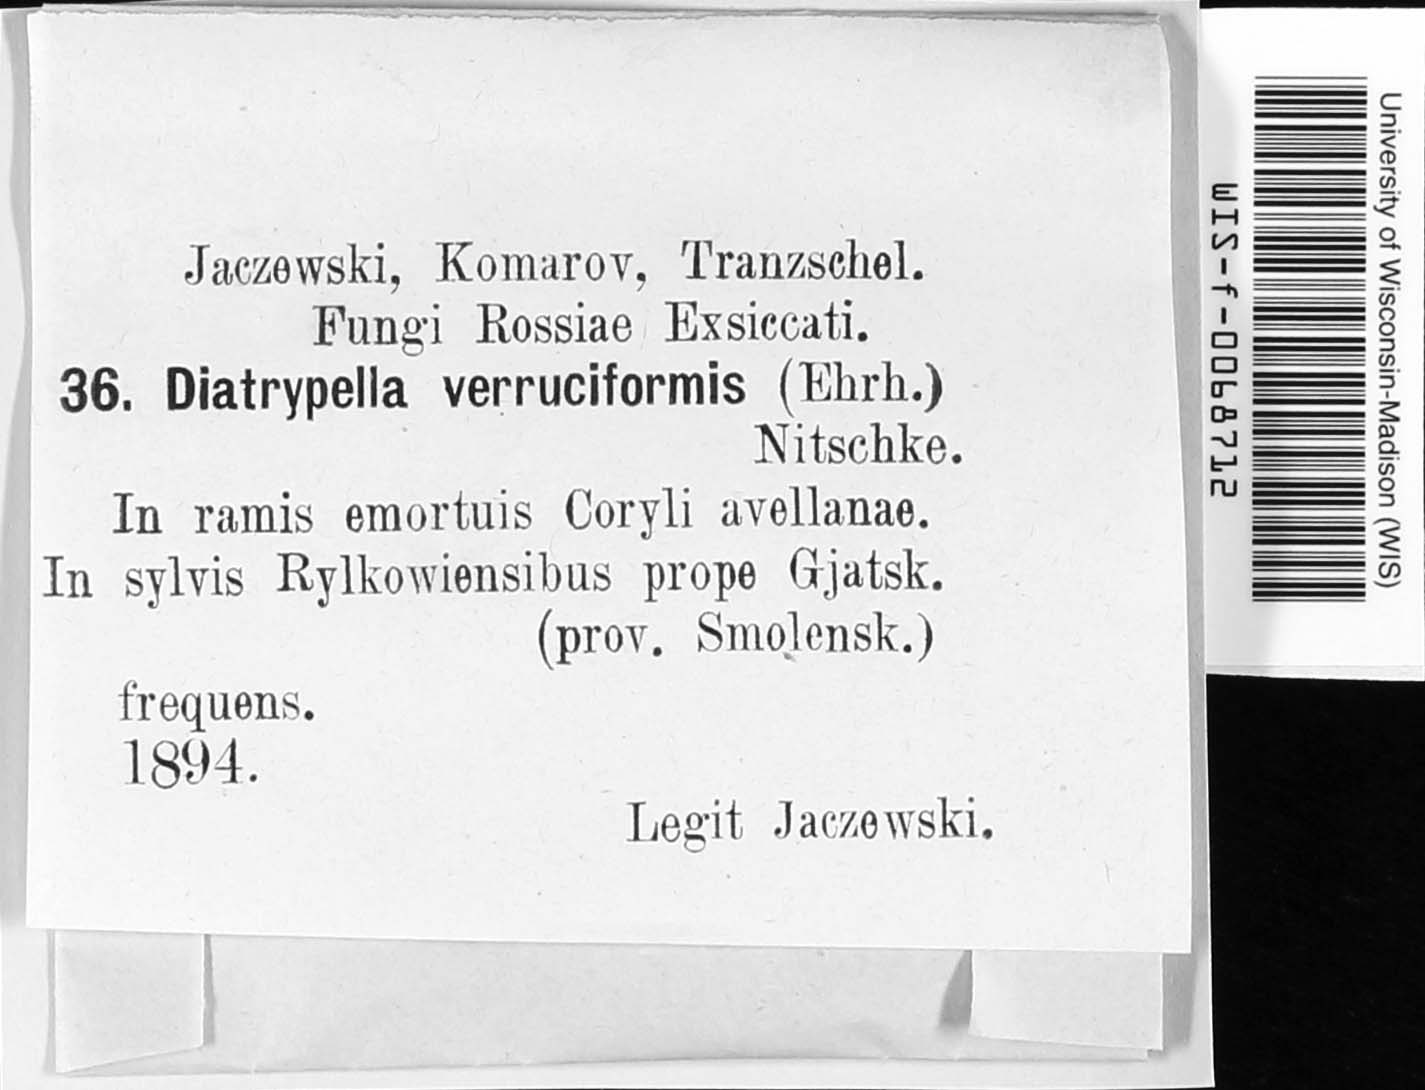 Jaczewski, Komarov, Tranzschel.
Fungi Rossiae Exsiccati.
36. Diatrypella verruciformis (Ehrh.)
Nitschke.
In ramis emortuis Coryli avellanae.
In sylvis Rylkowiensibus prope Gjatsk.
(prov. Smolensk.)
frequens.
1894.
Legit Jaczewski.
WIS-f-0068712
University of Wisconsin-Madison (WIS)